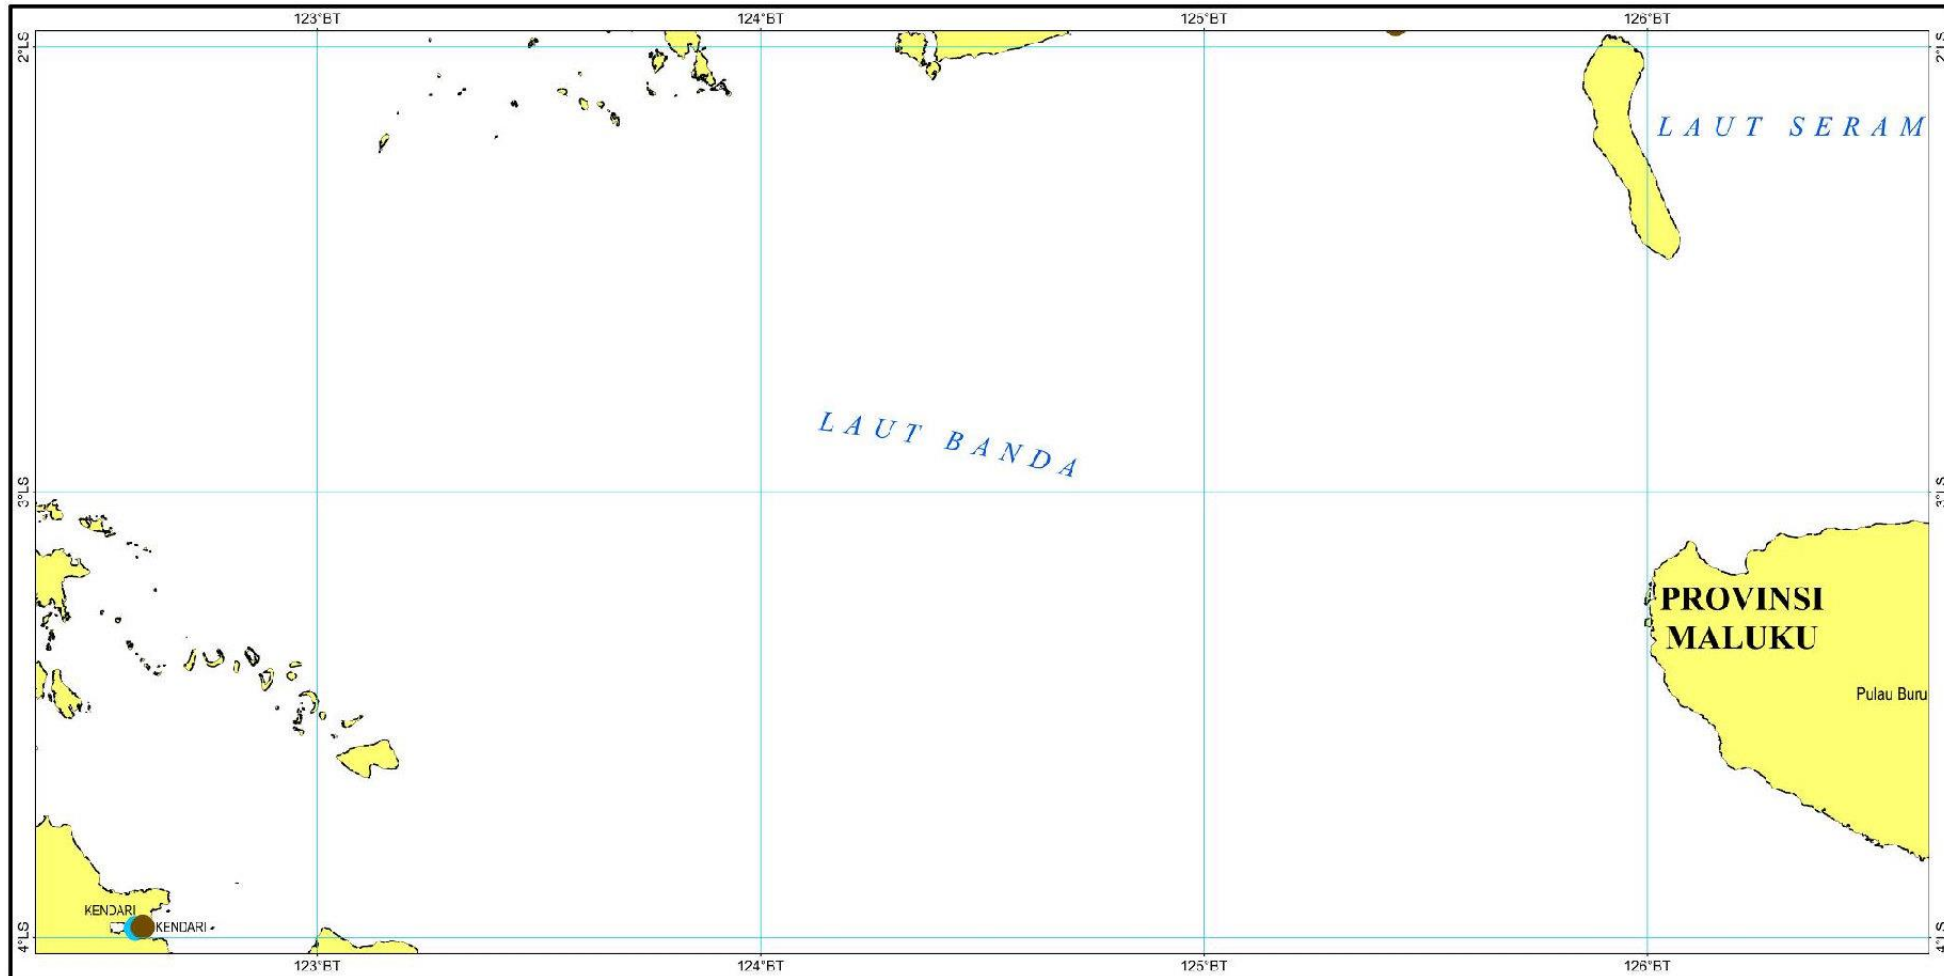 123°BT
124°BT
125°BT
126°BT
2°LS
2°LS
LAUT SERAM
LAUT BANDA
3°LS
3°LS
PROVINSI
MALUKU
Pulau Buru
KENDARI
KENDARI
4°LS
4°LS
123°BT
124°BT
125°BT
126°BT